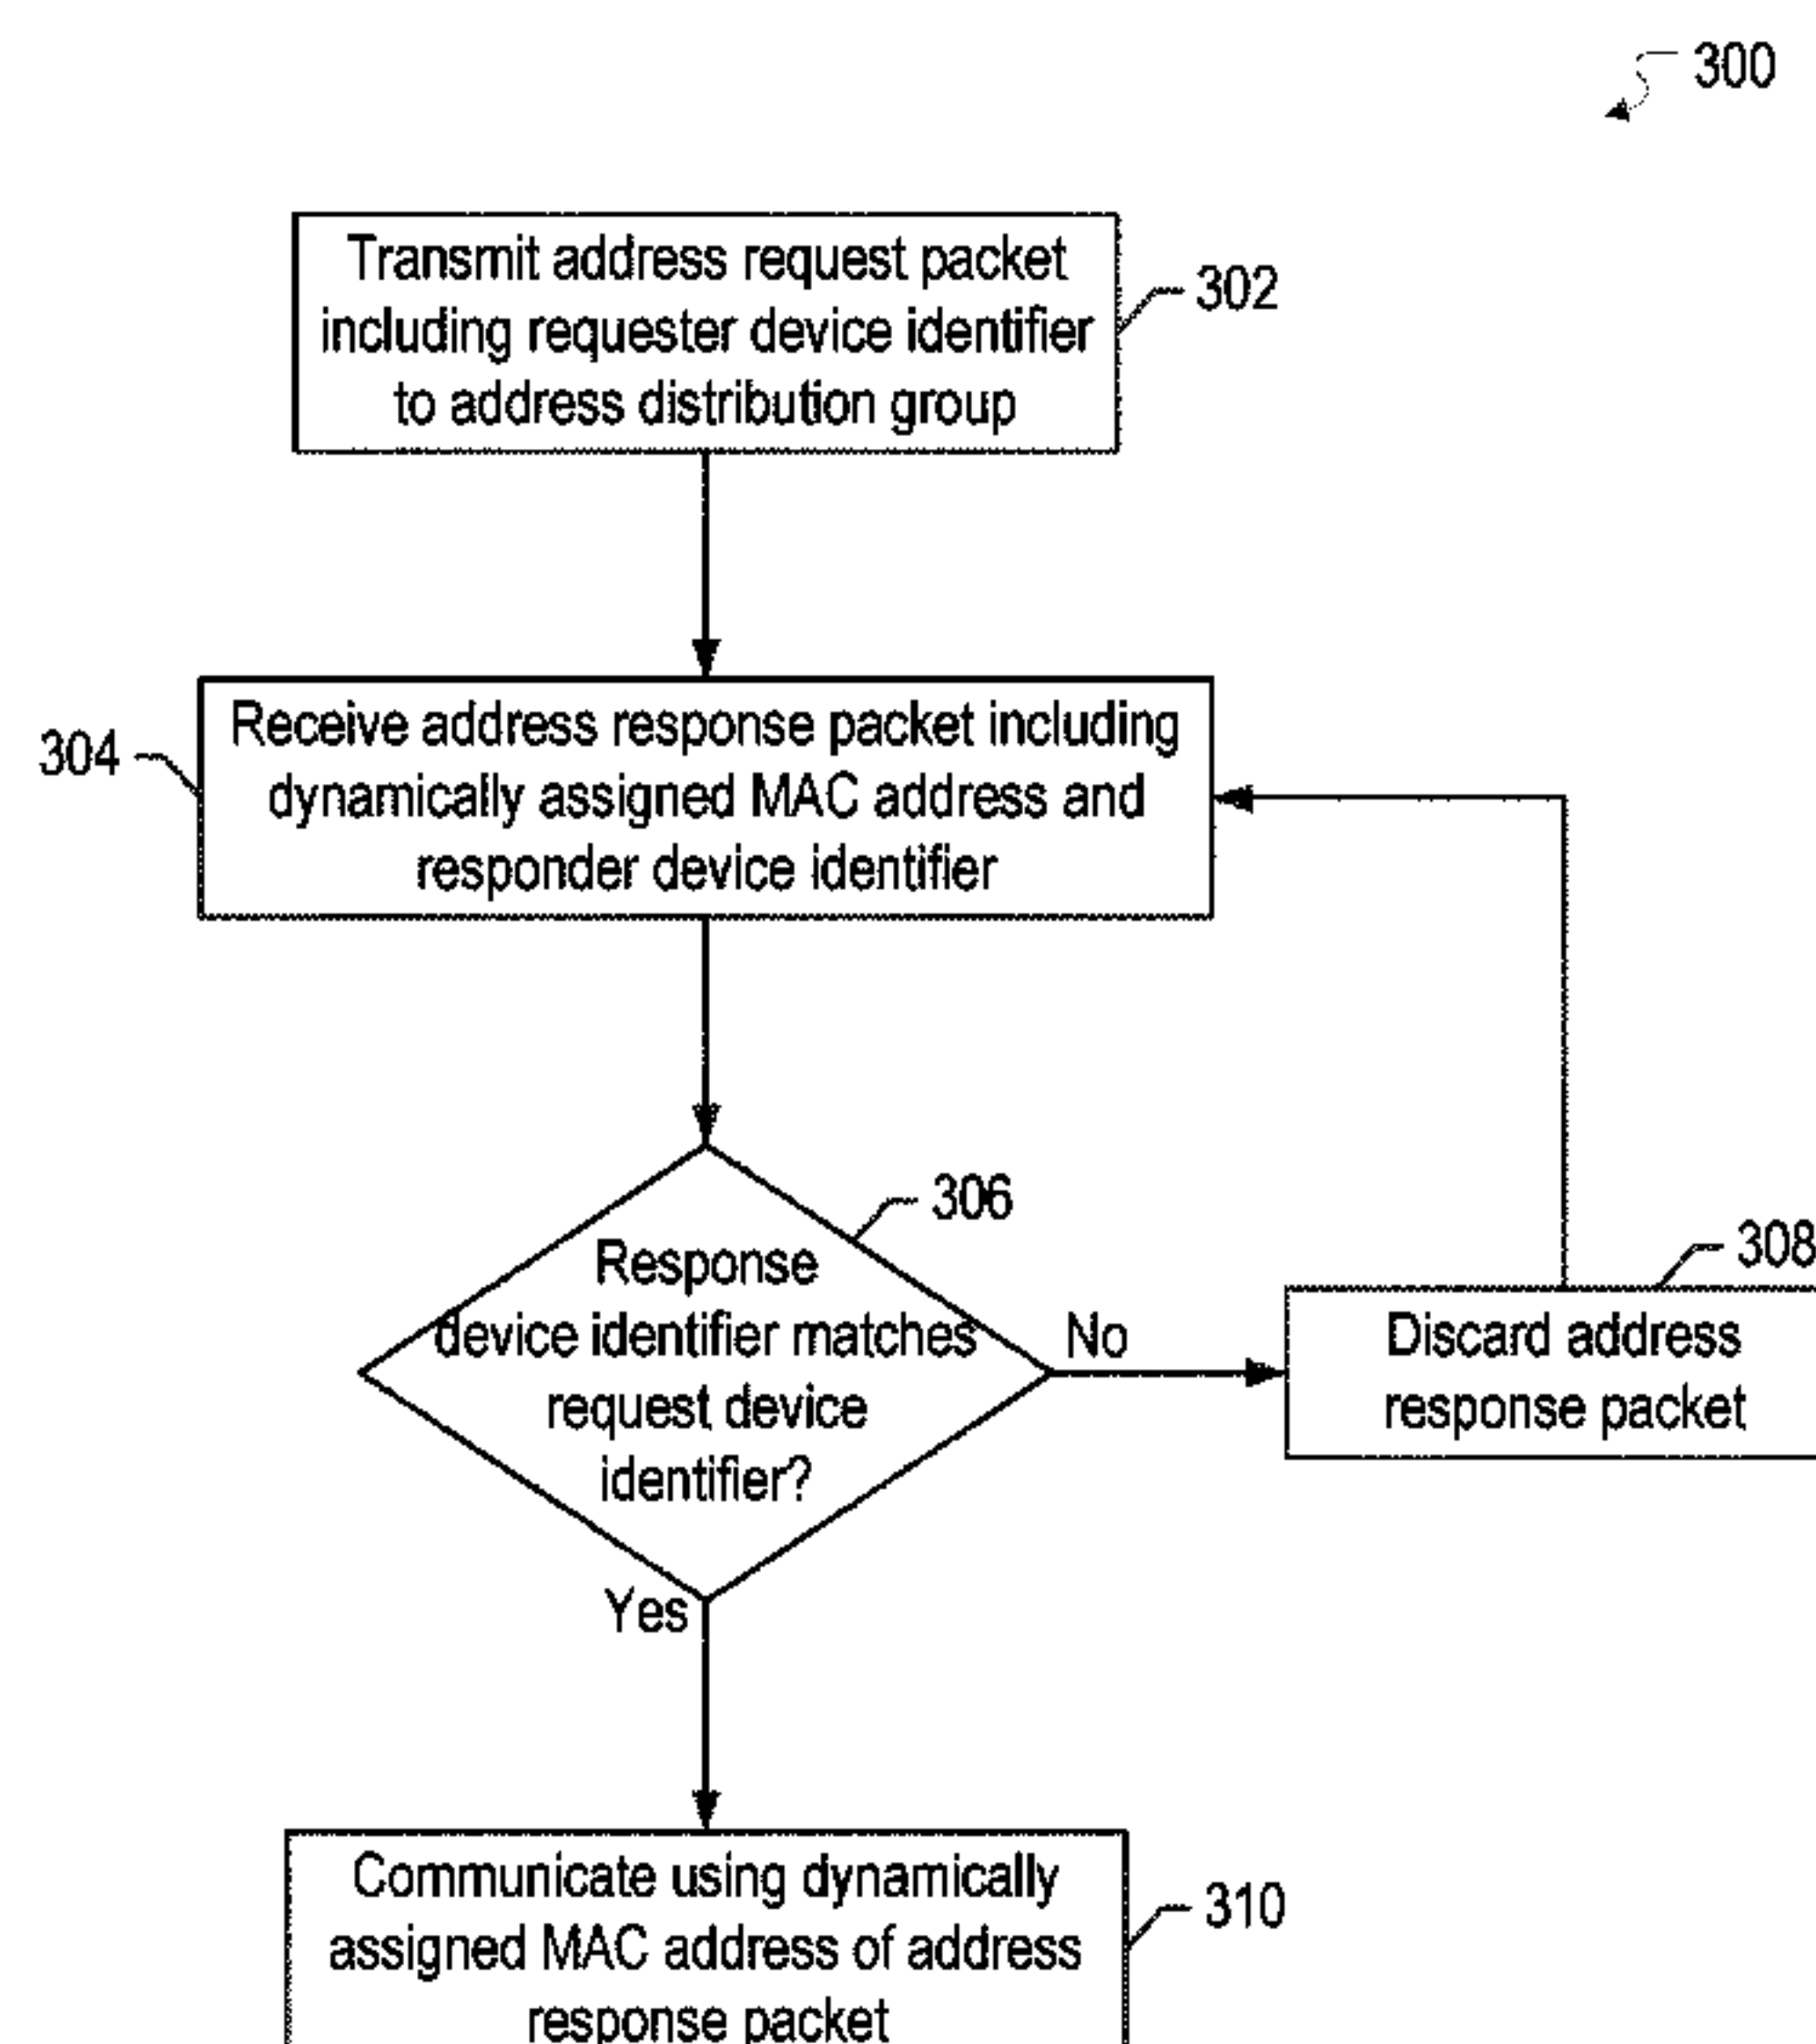 300
Transmit address request packet
including requester device identifier
to address distribution group
302
Receive address response packet including
dynamically assigned MAC address and
responder device identifier
304
306
Response
device identifier matches
request device
identifier?
No
308
Discard address
response packet
Yes
Communicate using dynamically
assigned MAC address of address
response packet
310